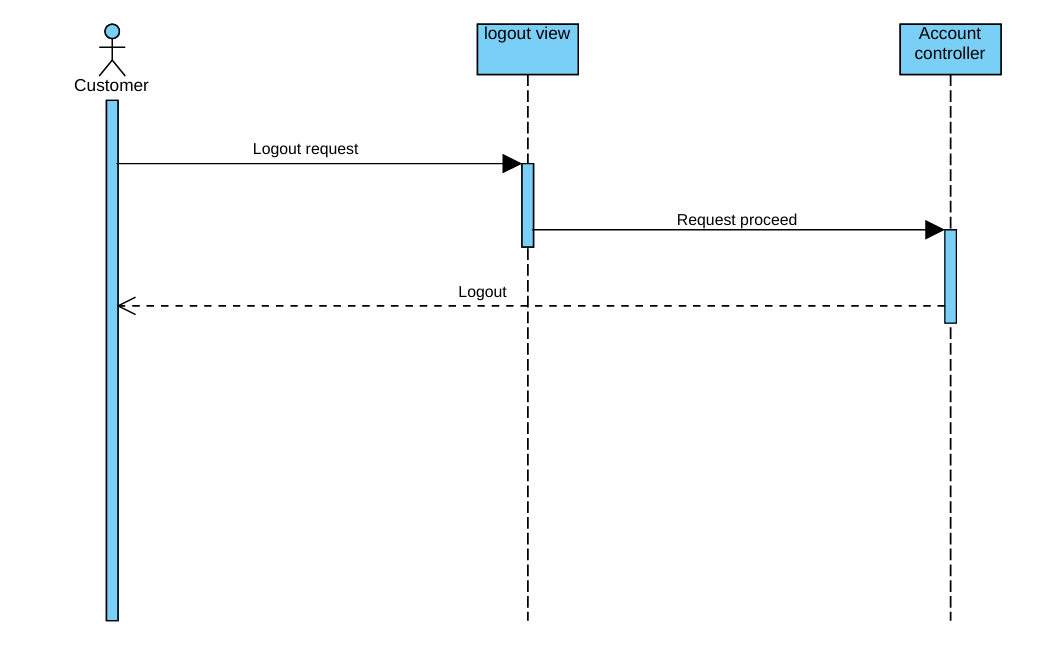 Customer
logout view
Account
controller
Logout request
Request proceed
Logout